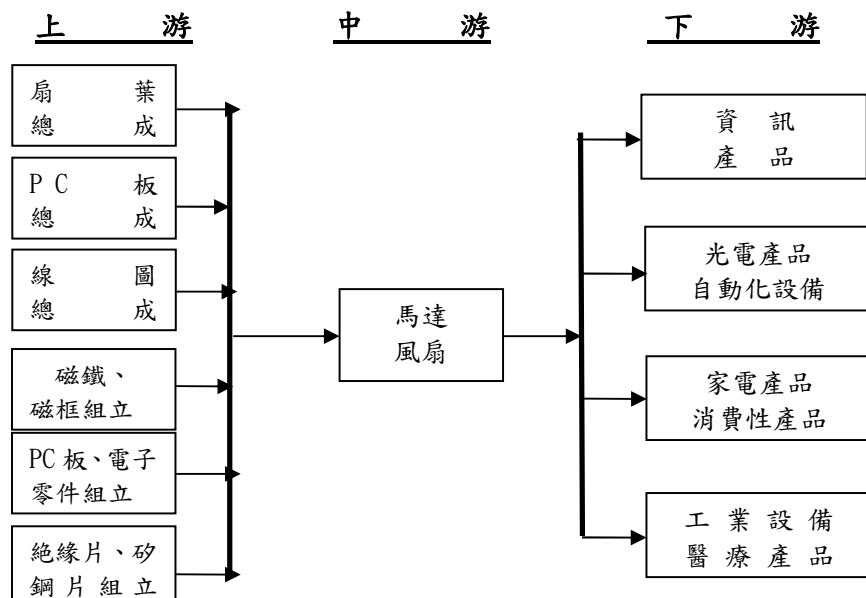 上 游
中 游
下 游
扇 葉
總 成
PC 板
總 成
線 圖
總 成
磁鐵、
磁框組立
PC 板、電子
零件組立
絕緣片、矽
鋼片組立
馬達
風扇
資 訊
產 品
光電產品
自動化設備
家電產品
消費性產品
工業設備
醫療產品